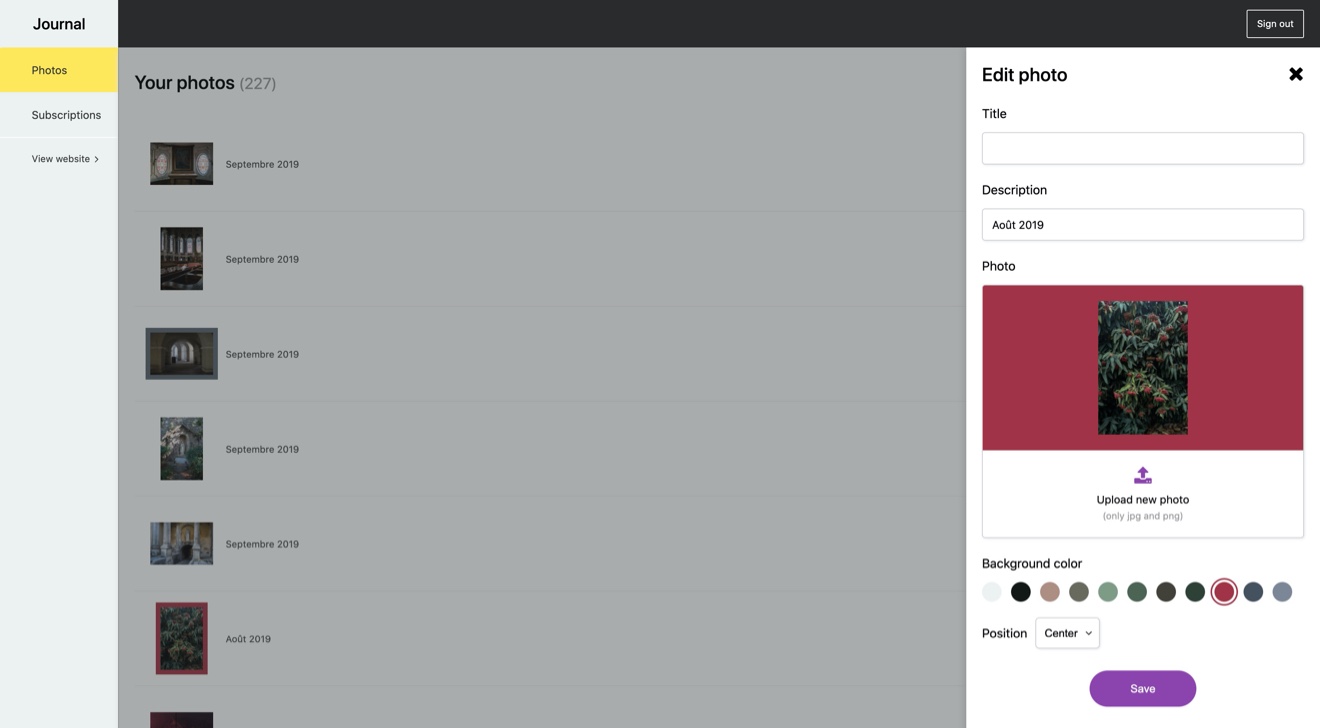 Journal
Sign out
Photos
Subscriptions
View website
Your photos (227)
Septembre 2019
Septembre 2019
Septembre 2019
Septembre 2019
Septembre 2019
Août 2019
Edit photo
Title
Description
Août 2019
Photo
Upload new photo
(only jpg and png)
Background color
Position Center
Save